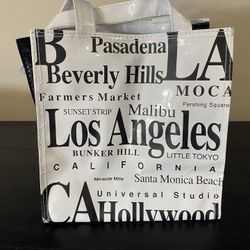 B Pasadena LA
Beverly Hills
Farmers Market MOCA
Pershing Square
SUNSET STRIP Malibu
Los Angeles
BUNKER HILL LITTLE TOKYO
CALIFORNIA
Miracle Mile Santa Monica Beach
Universal Studio
CA Hollywood